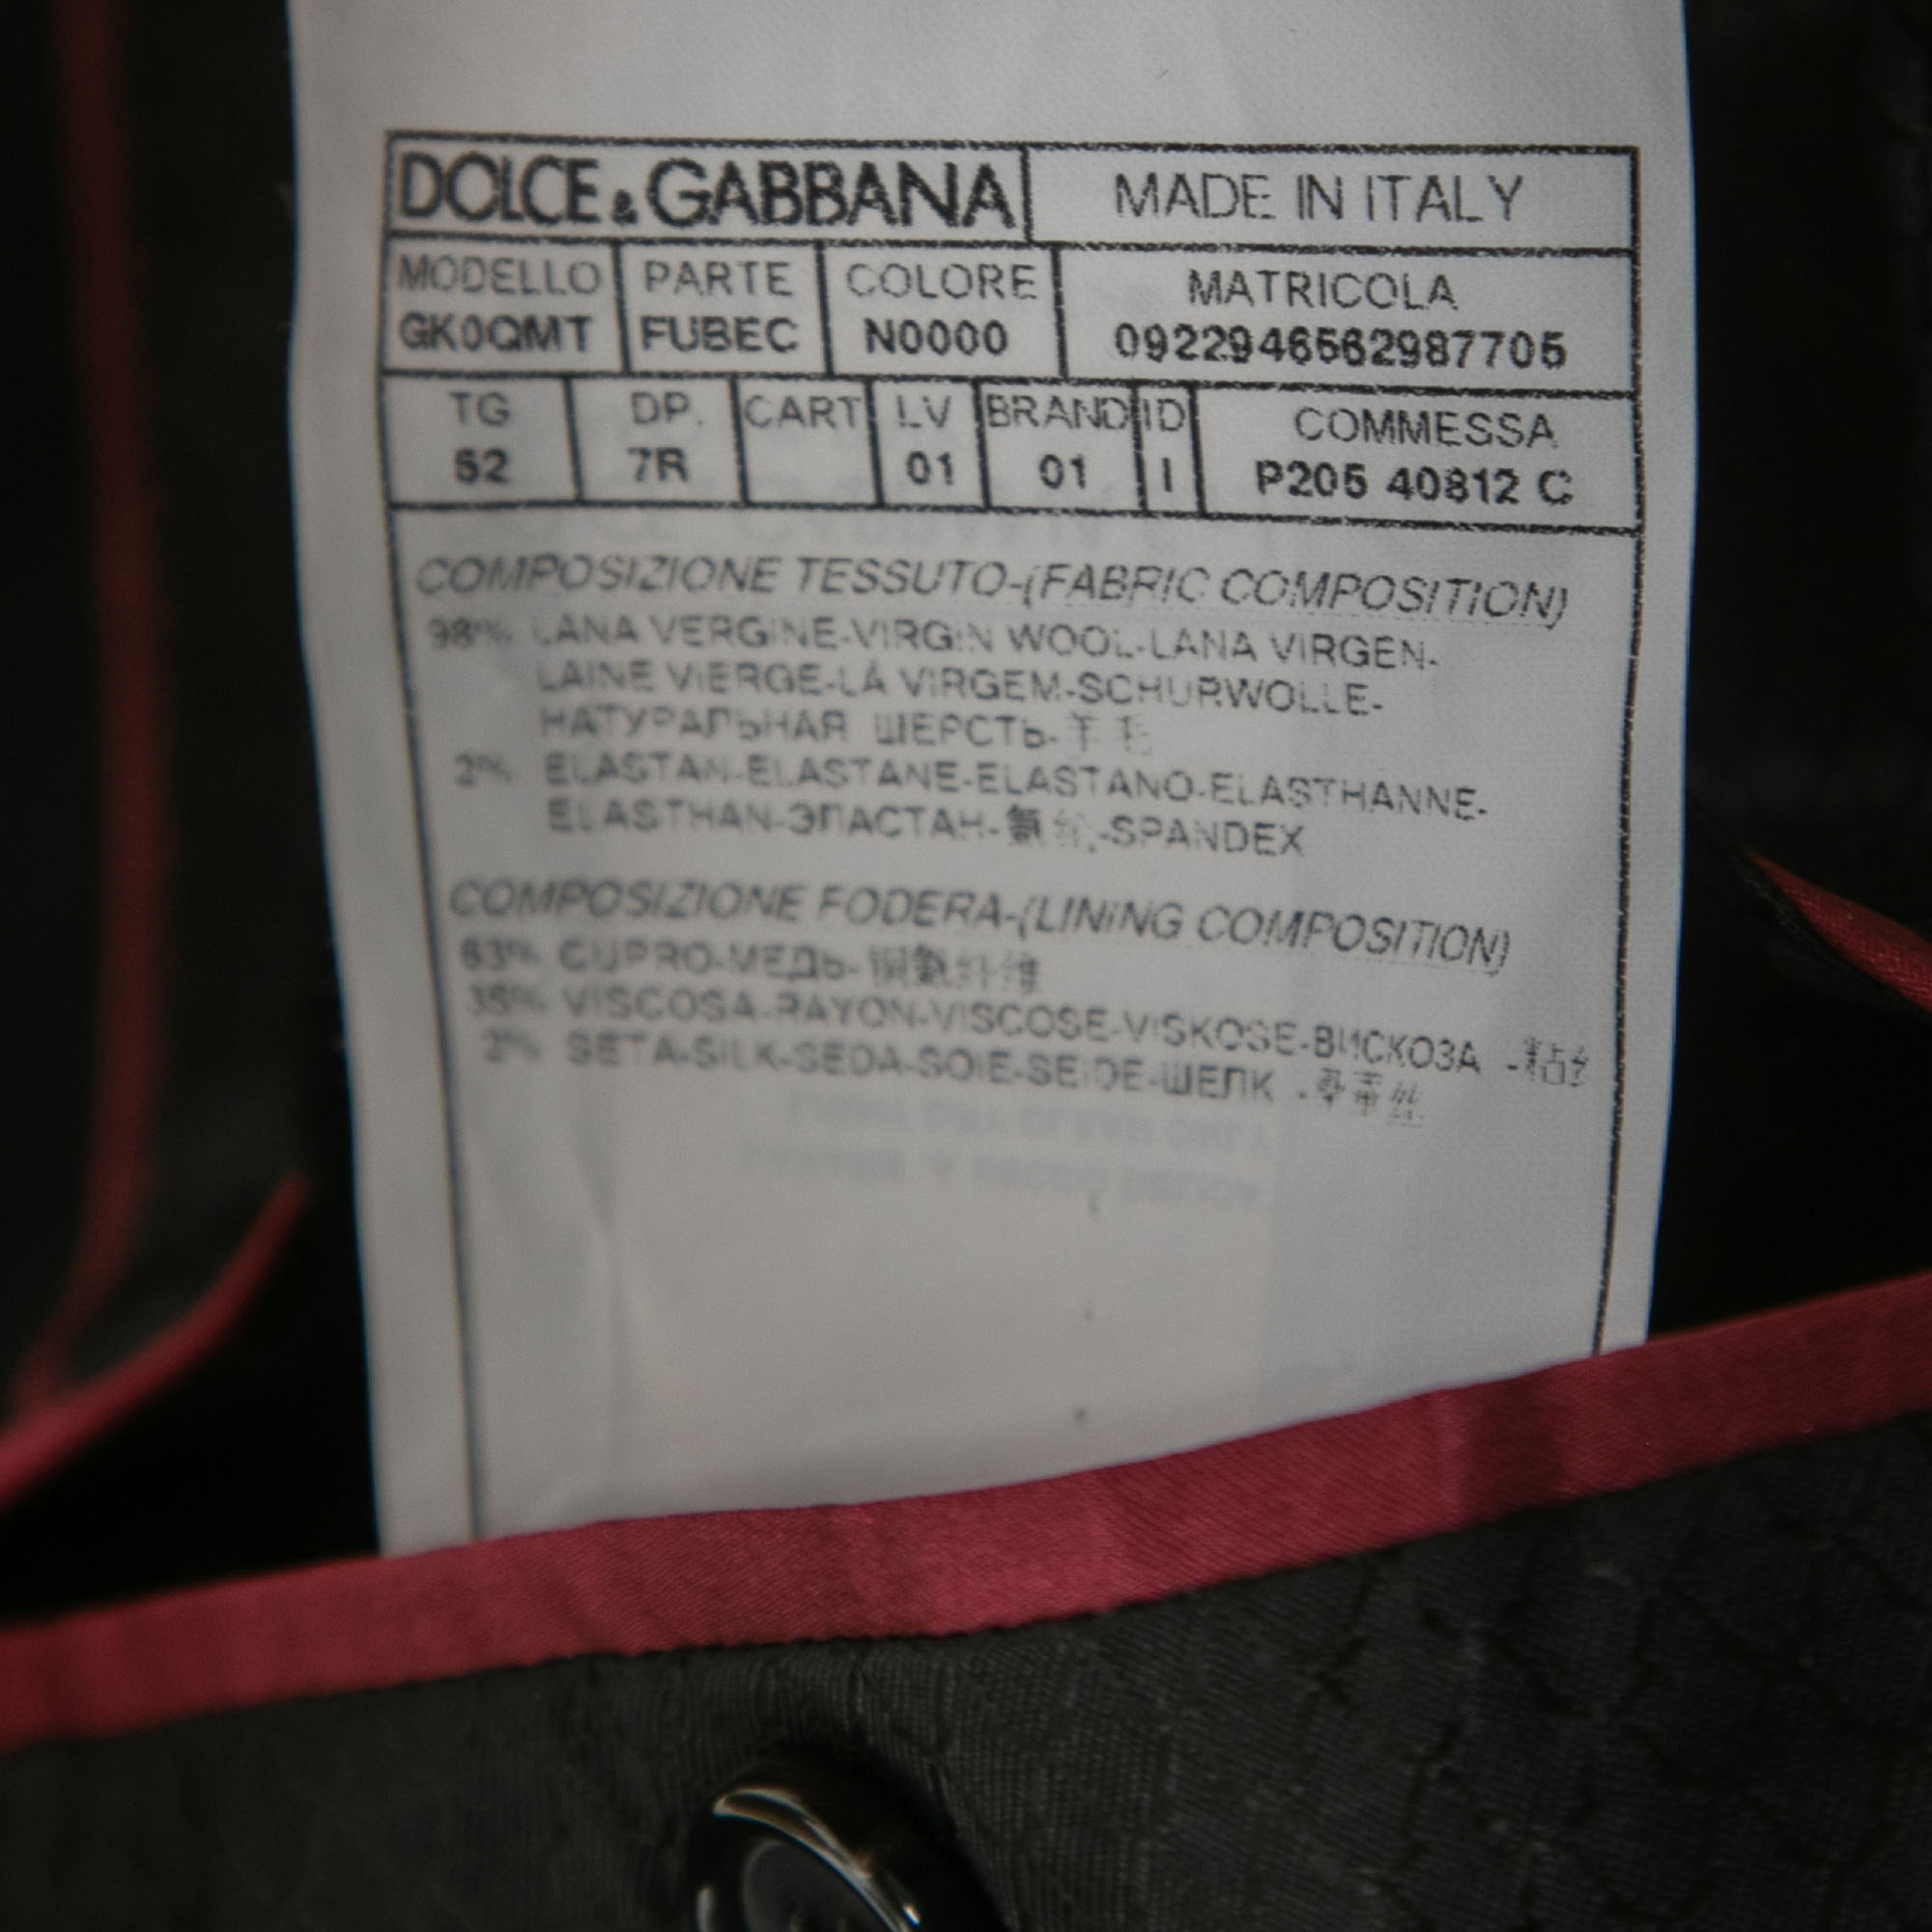 DOLCE & GABBANA MADE IN ITALY
MODELLO PARTE COLORE MATRICOLA
GK0QMT FUBEC N0000 0922946562987705
TG DP. CART LV BRAND ID COMMESSA
52 7R 01 01 I P205 40812 C
COMPOSIZIONE TESSUTO-(FABRIC COMPOSITION)
98% LANA VERGINE-VIRGIN WOOL-LANA VIRGEN-
LAINE VIERGE-LÁ VIRGEM-SCHURWOLLE-
НАТУРАЛЬНАЯ ШЕРСТЬ-羊毛
2% ELASTAN-ELASTANE-ELASTANO-ELASTHANNE-
ELASTHAN-ЭЛАСТАН-氨纶-SPANDEX
COMPOSIZIONE FODERA-(LINING COMPOSITION)
63% CUPRO-МЕДЬ-铜氨纤维
35% VISCOSA-RAYON-VISCOSE-VISKOSE-ВИСКОЗА -粘纟
2% SETA-SILK-SEDA-SOIE-SEIDE-ШЕЛК -桑蚕丝